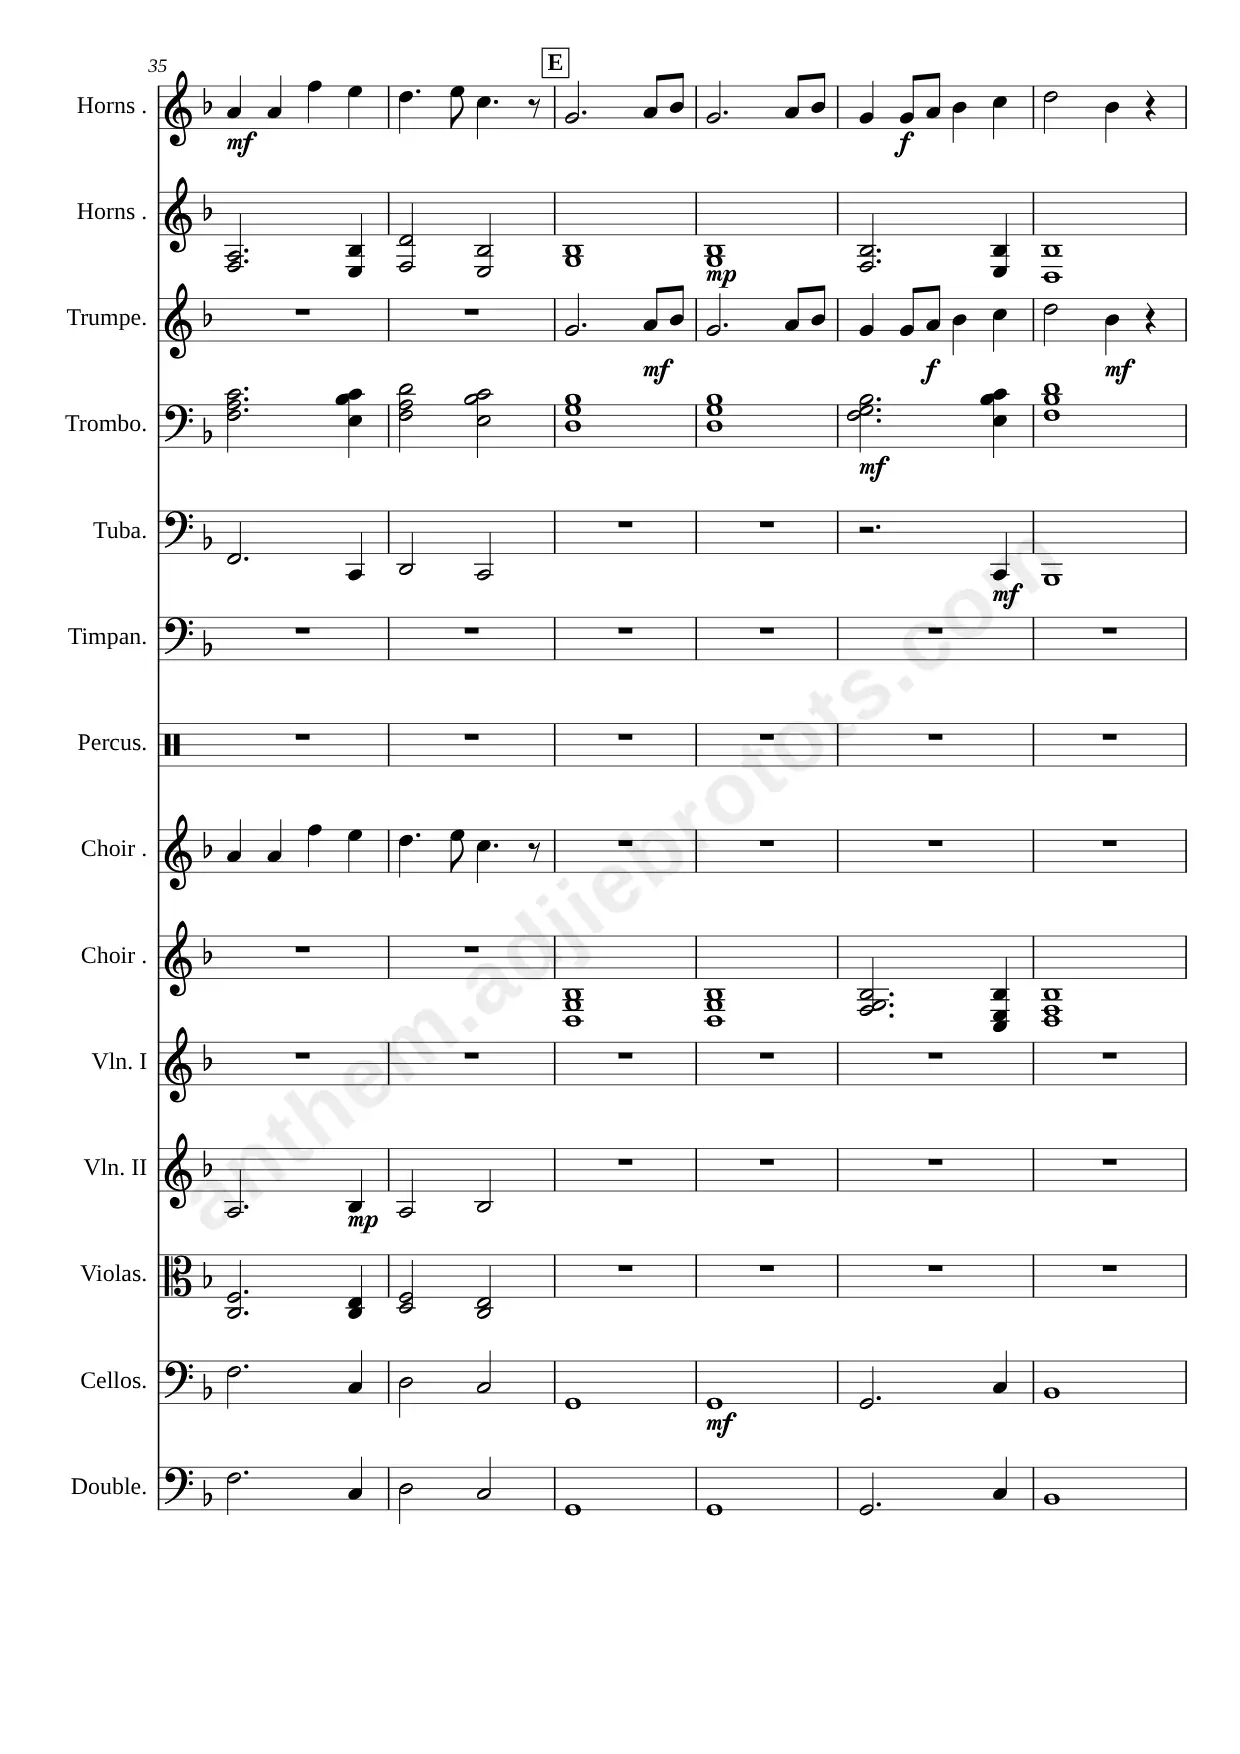 E
35
Horns .
mf
f
Horns .
mp
Trumpe.
mf
f
mf
Trombo.
mf
Tuba.
mf
Timpan.
Percus.
Choir .
Choir .
Vln. I
Vln. II
mp
Violas.
Cellos.
mf
Double.
anthem.adjiebrotots.com